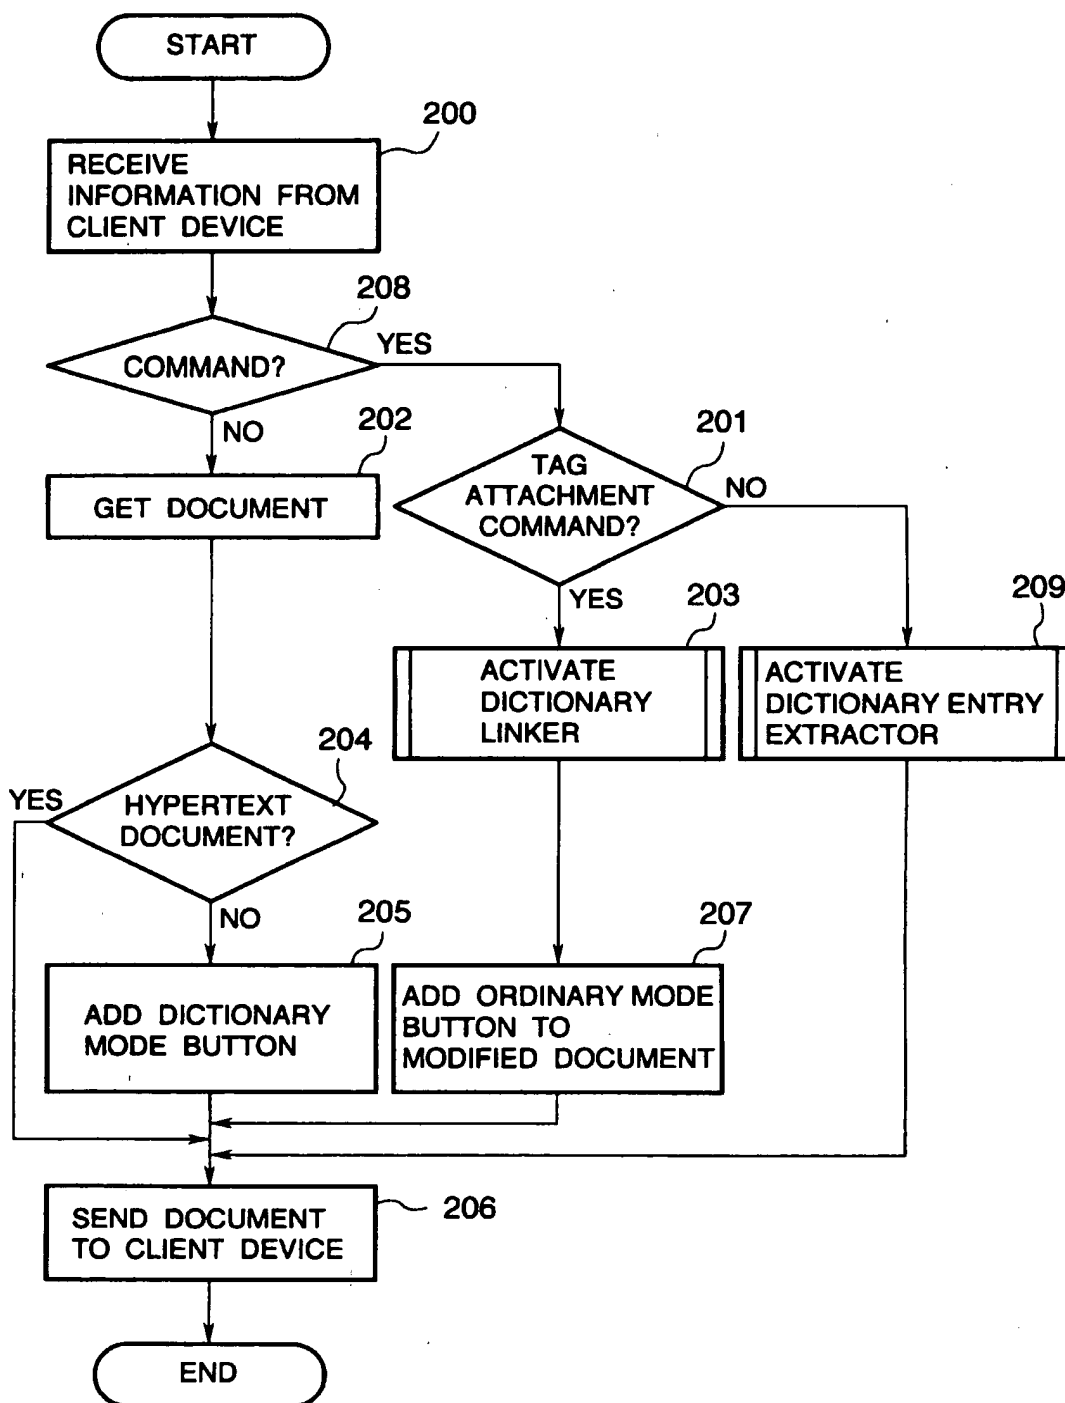 START
200
RECEIVE
INFORMATION FROM
CLIENT DEVICE
208
COMMAND?
YES
NO
202
GET DOCUMENT
201
TAG
ATTACHMENT
COMMAND?
NO
YES
203
ACTIVATE
DICTIONARY
LINKER
209
ACTIVATE
DICTIONARY ENTRY
EXTRACTOR
204
YES
HYPERTEXT
DOCUMENT?
NO
205
ADD DICTIONARY
MODE BUTTON
207
ADD ORDINARY MODE
BUTTON TO
MODIFIED DOCUMENT
SEND DOCUMENT
TO CLIENT DEVICE
206
END